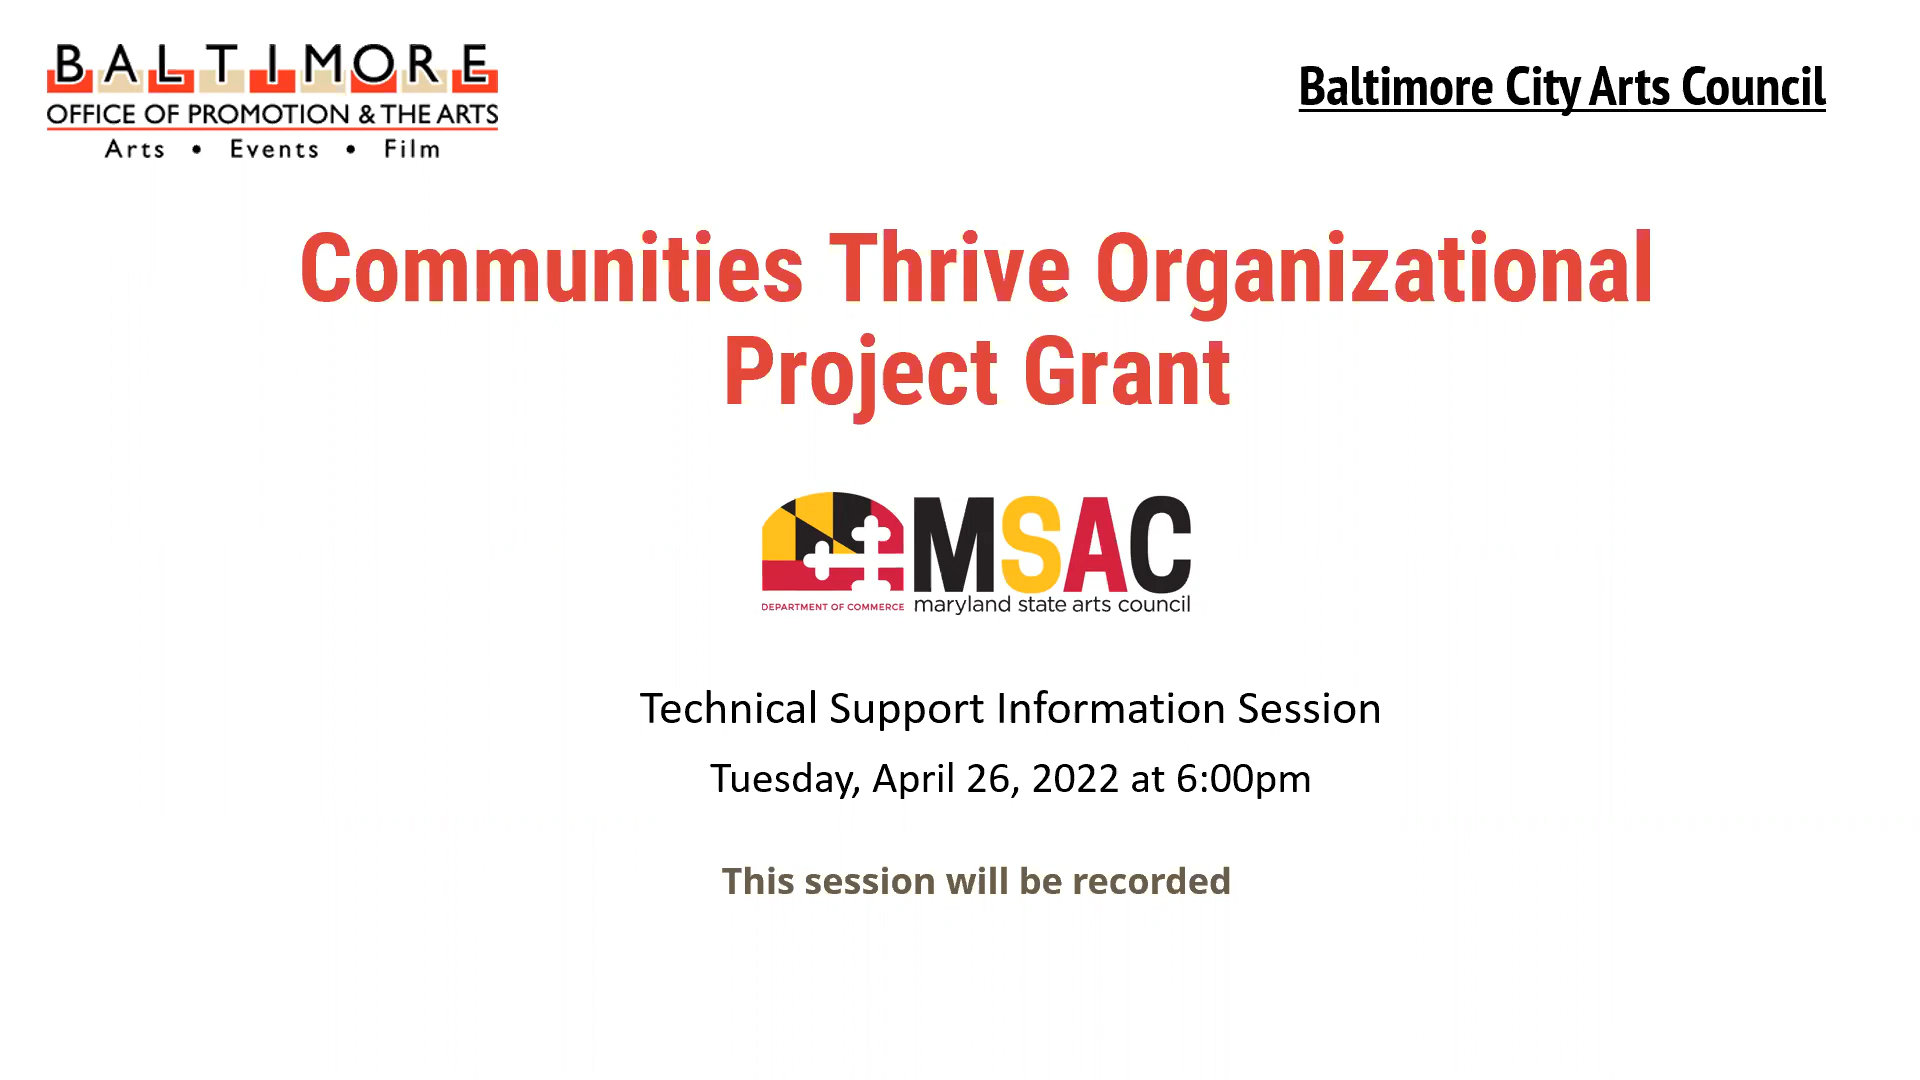 BALTIMORE
OFFICE OF PROMOTION & THE ARTS
Arts • Events • Film
Baltimore City Arts Council
Communities Thrive Organizational
Project Grant
MSAC
DEPARTMENT OF COMMERCE maryland state arts council
Technical Support Information Session
Tuesday, April 26, 2022 at 6:00pm
This session will be recorded